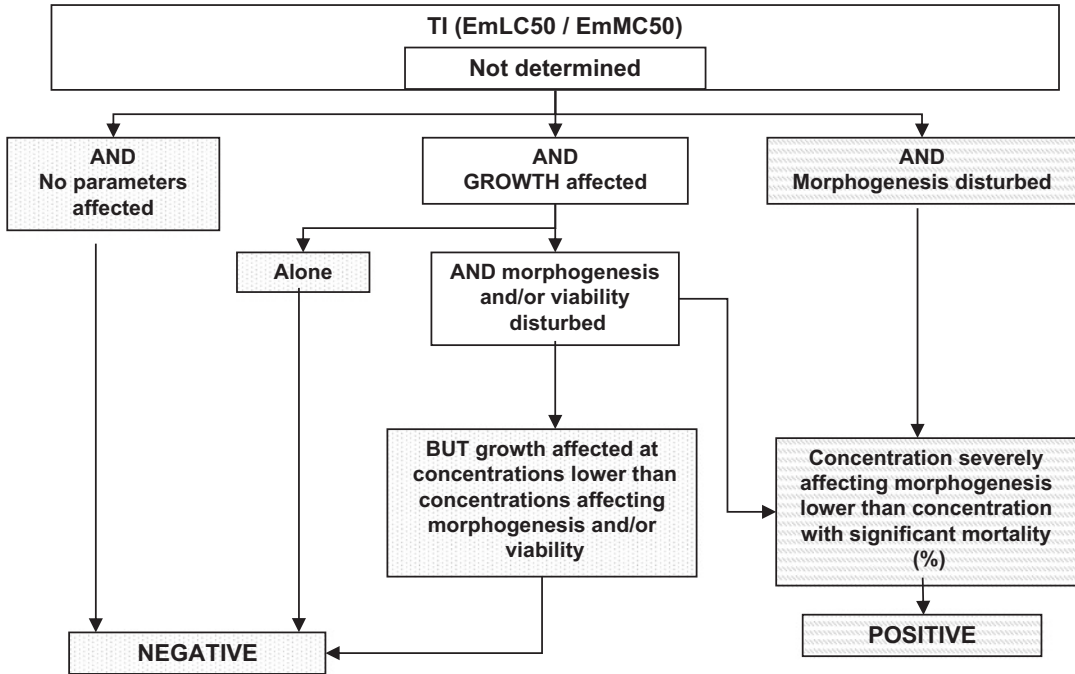 TI (EmLC50 / EmMC50)
Not determined
AND
No parameters
affected
AND
GROWTH affected
AND
Morphogenesis disturbed
Alone
AND morphogenesis
and/or viability
disturbed
BUT growth affected at
concentrations lower than
concentrations affecting
morphogenesis and/or
viability
Concentration severely
affecting morphogenesis
lower than concentration
with significant mortality
(%)
NEGATIVE
POSITIVE